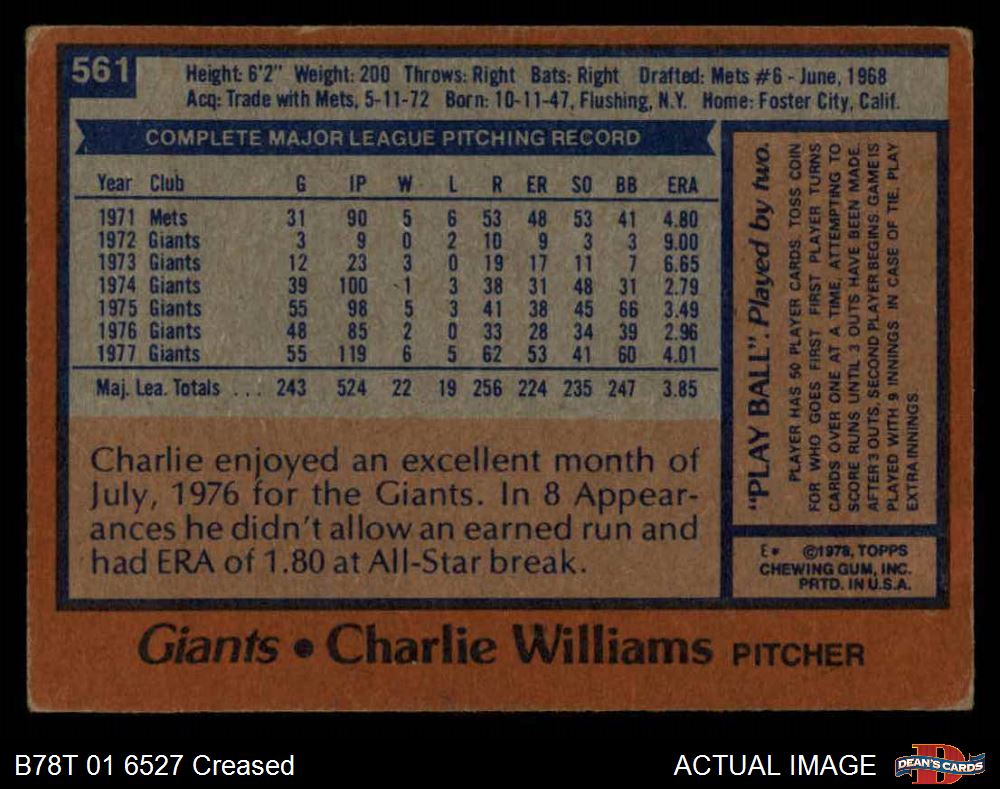 561
Height: 6'2" Weight: 200 Throws: Right Bats: Right Drafted: Mets #6 - June, 1968
Acq: Trade with Mets, 5-11-72 Born: 10-11-47, Flushing, N.Y. Home: Foster City, Calif.
COMPLETE MAJOR LEAGUE PITCHING RECORD
Year Club G IP W L R ER SO BB ERA
1971 Mets 31 90 5 6 53 48 53 41 4.80
1972 Giants 3 9 0 2 10 9 3 3 9.00
1973 Giants 12 23 3 0 19 17 11 7 6.65
1974 Giants 39 100 1 3 38 31 48 31 2.79
1975 Giants 55 98 5 3 41 38 45 66 3.49
1976 Giants 48 85 2 0 33 28 34 39 2.96
1977 Giants 55 119 6 5 62 53 41 60 4.01
Maj. Lea. Totals ... 243 524 22 19 256 224 235 247 3.85
Charlie enjoyed an excellent month of
July, 1976 for the Giants. In 8 Appear-
ances he didn't allow an earned run and
had ERA of 1.80 at All-Star break.
"PLAY BALL". Played by two.
PLAYER HAS 50 PLAYER CARDS. TOSS COIN
FOR WHO GOES FIRST. FIRST PLAYER TURNS
CARDS OVER ONE AT A TIME, ATTEMPTING TO
SCORE RUNS UNTIL 3 OUTS HAVE BEEN MADE.
AFTER 3 OUTS, SECOND PLAYER BEGINS. GAME IS
PLAYED WITH 9 INNINGS. IN CASE OF TIE, PLAY
EXTRA INNINGS.
E* ©1978, TOPPS
CHEWING GUM, INC.
PRTD. IN U.S.A.
Giants • Charlie Williams PITCHER
B78T 01 6527 Creased
ACTUAL IMAGE
D
DEAN'S CARDS